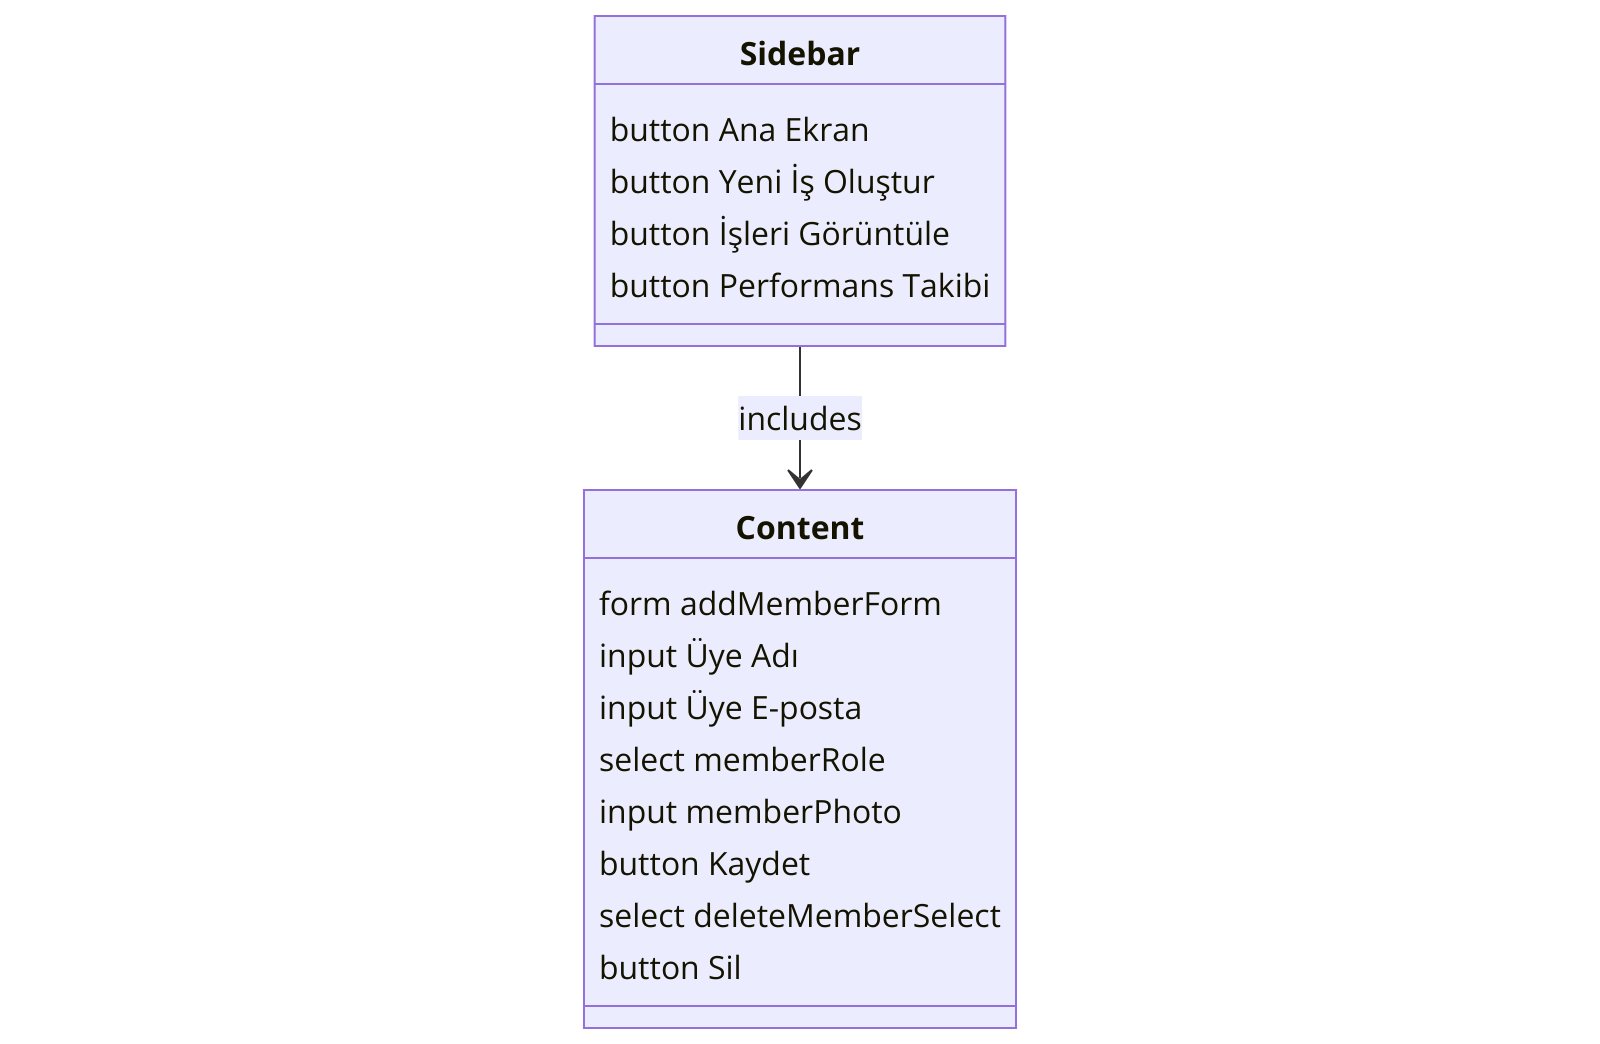 Sidebar
button Ana Ekran
button Yeni İş Oluştur
button İşleri Görüntüle
button Performans Takibi
includes
Content
form addMemberForm
input Üye Adı
input Üye E-posta
select memberRole
input memberPhoto
button Kaydet
select deleteMemberSelect
button Sil